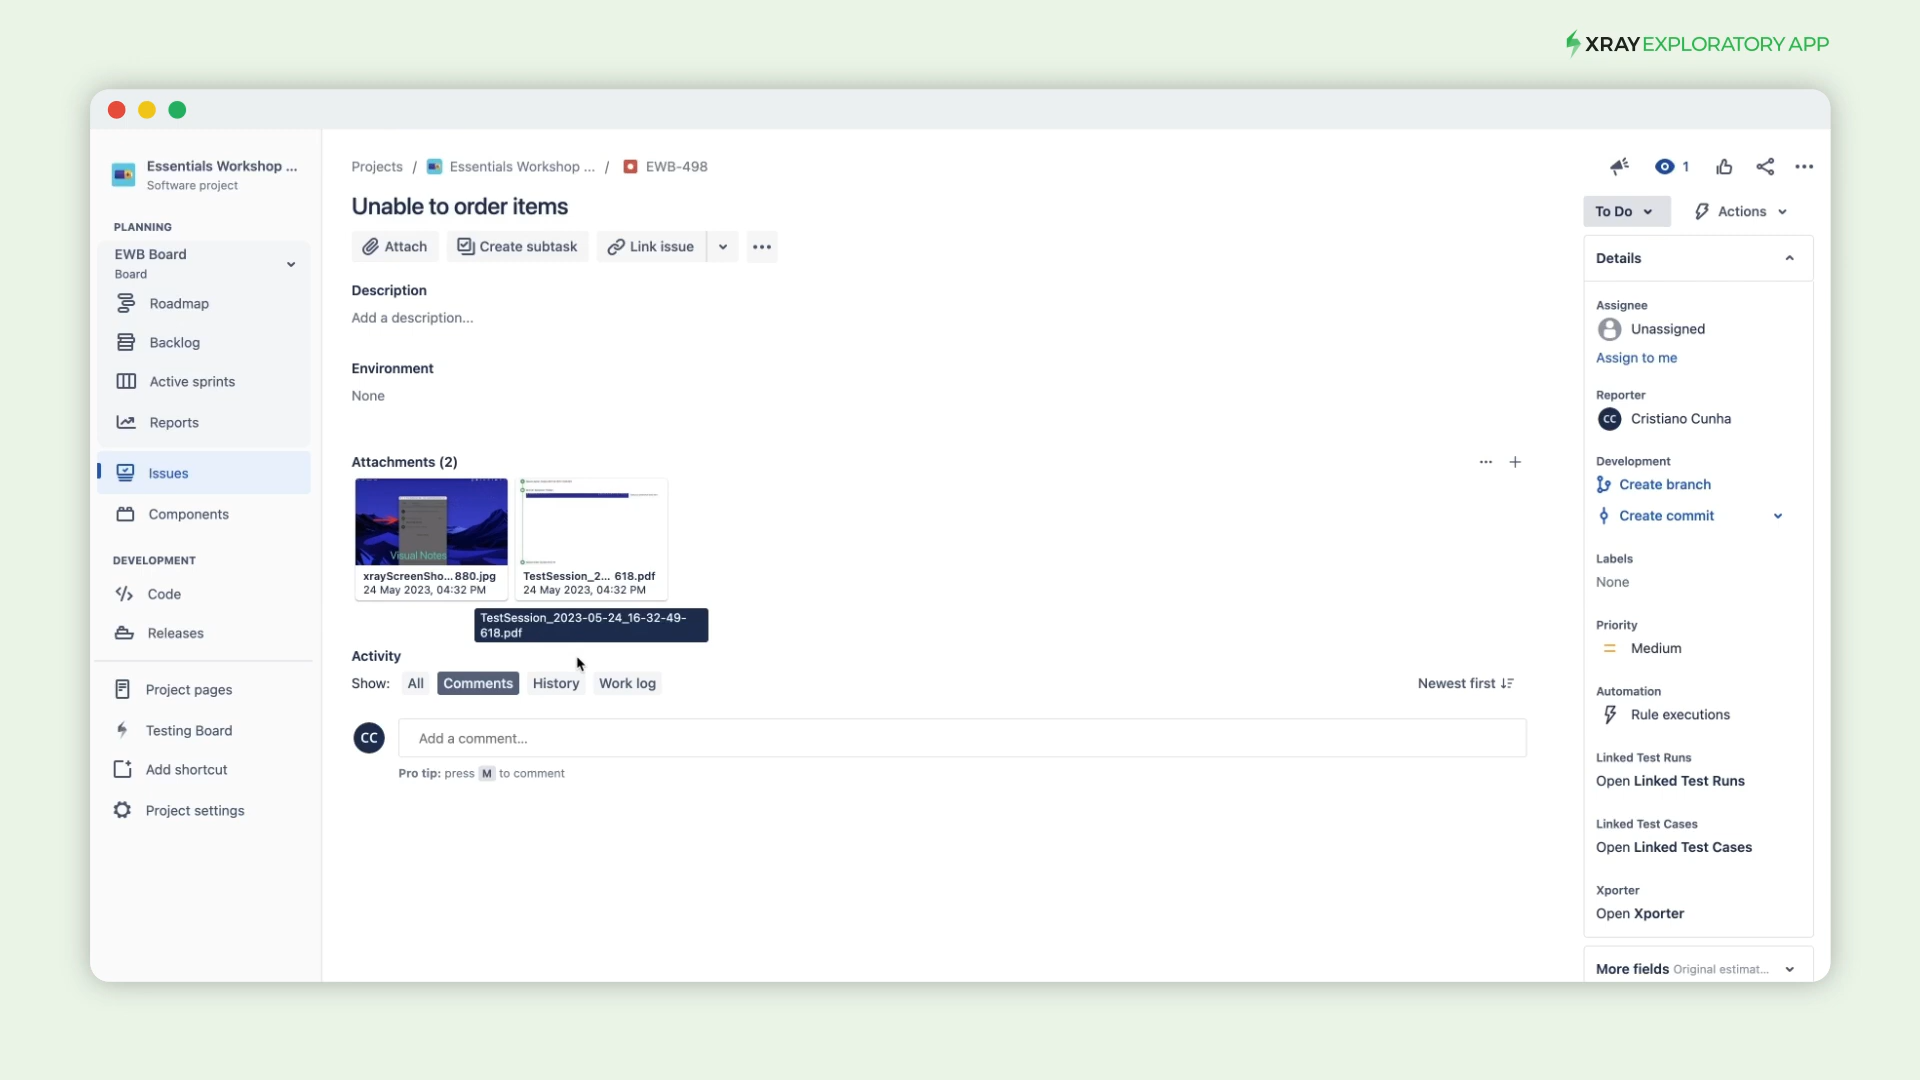 XRAY EXPLORATORY APP
Essentials Workshop ...
Software project
PLANNING
EWB Board
Board
Roadmap
Backlog
Active sprints
Reports
Issues
Components
DEVELOPMENT
Code
Releases
Project pages
Testing Board
Add shortcut
Project settings
Projects / Essentials Workshop ... / EWB-498
Unable to order items
Attach Create subtask Link issue
Description
Add a description...
Environment
None
Attachments (2)
Visual Notes
xrayScreenSho... 880.jpg
24 May 2023, 04:32 PM
TestSession_2... 618.pdf
24 May 2023, 04:32 PM
TestSession_2023-05-24_16-32-49-
618.pdf
Activity
Show: All Comments History Work log Newest first
CC Add a comment...
Pro tip: press M to comment
1
To Do Actions
Details
Assignee
Unassigned
Assign to me
Reporter
CC Cristiano Cunha
Development
Create branch
Create commit
Labels
None
Priority
Medium
Automation
Rule executions
Linked Test Runs
Open Linked Test Runs
Linked Test Cases
Open Linked Test Cases
Xporter
Open Xporter
More fields Original estimat...